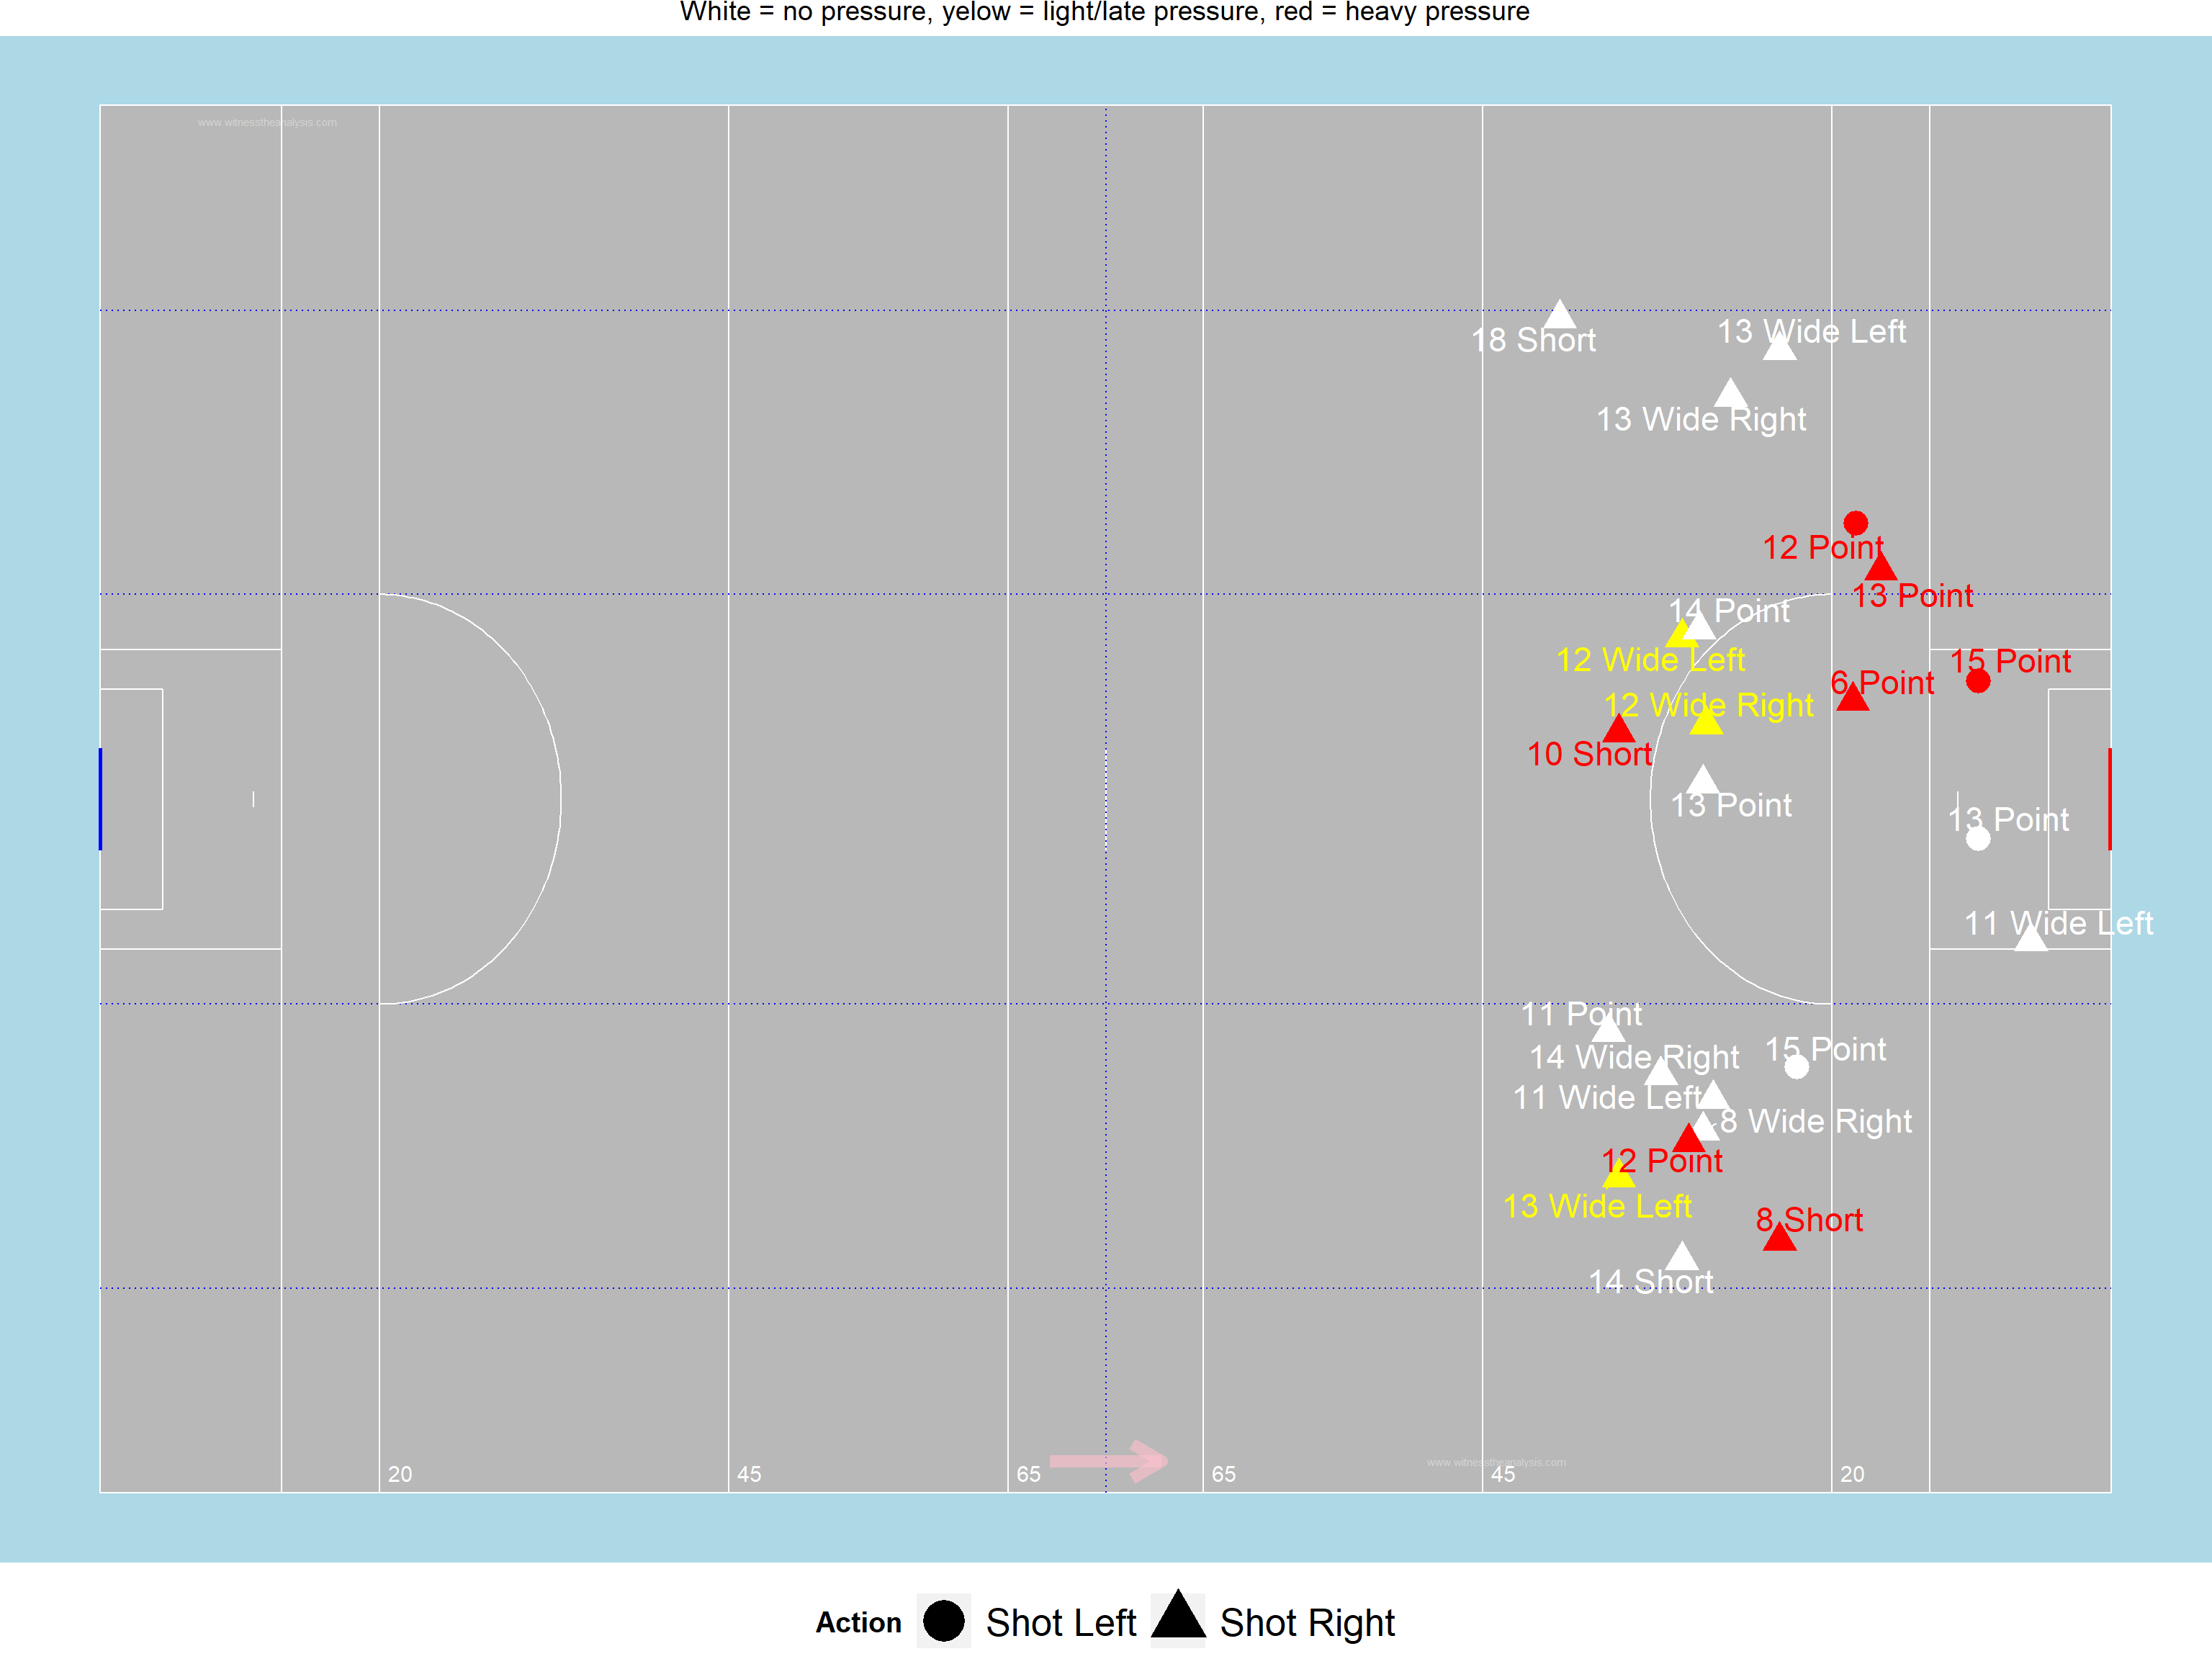 White = no pressure, yelow = light/late pressure, red = heavy pressure
www.witnesstheanalysis.com
18 Short
13 Wide Left
13 Wide Right
12 Point
13 Point
14 Point
12 Wide Left
15 Point
6 Point
12 Wide Right
10 Short
13 Point
13 Point
11 Wide Left
11 Point
14 Wide Right
15 Point
11 Wide Left
8 Wide Right
12 Point
13 Wide Left
8 Short
14 Short
www.witnesstheanalysis.com
20 45 65 65 45 20
Action Shot Left Shot Right